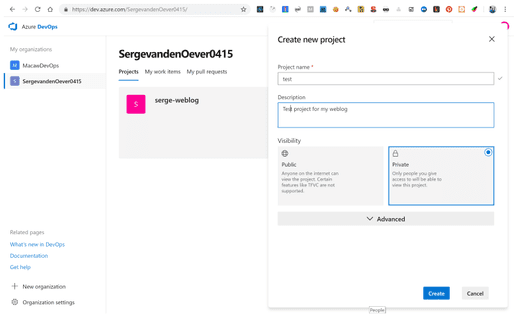 https://dev.azure.com/SergevandenOever0415/
Azure DevOps
My organizations
M MacawDevOps
S SergevandenOever0415
Related pages
What's new in DevOps
Documentation
Get help
New organization
Organization settings
SergevandenOever0415
Projects My work items My pull requests
S serge-weblog
Create new project
Project name *
test
Description
Test project for my weblog
Visibility
Public
Anyone on the internet can
view the project. Certain
features like TFVC are not
supported.
Private
Only people you give
access to will be able to
view this project.
Advanced
Create Cancel
People